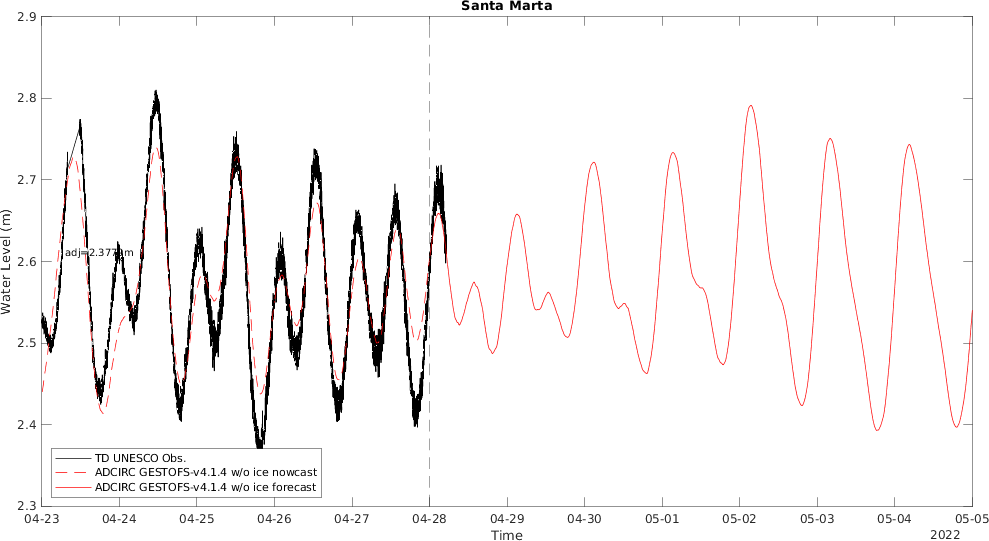 Santa Marta
2.9
2.8
2.7
2.6
2.5
2.4
2.3
Water Level (m)
TD UNESCO Obs.
ADCIRC GESTOFS-v4.1.4 w/o ice nowcast
ADCIRC GESTOFS-v4.1.4 w/o ice forecast
04-23 04-24 04-25 04-26 04-27 04-28 04-29 04-30 05-01 05-02 05-03 05-04 05-05
Time
2022